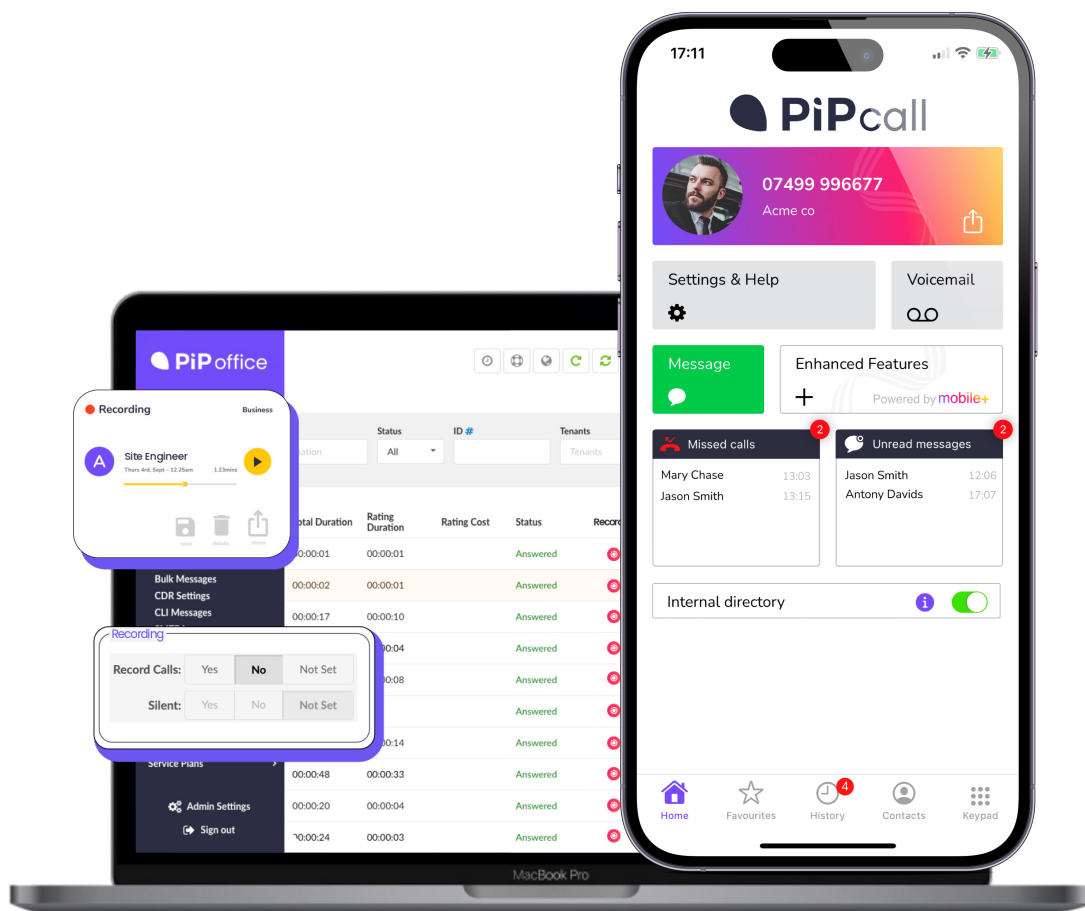 17:11
PiPcall
07499 996677
Acme co
Settings & Help
Voicemail
Message
Enhanced Features
Powered by mobile+
2
2
Missed calls
Unread messages
Mary Chase 13:03
Jason Smith 13:15
Jason Smith 12:06
Antony Davids 17:07
Internal directory
i
4
Home
Favourites
History
Contacts
Keypad
PiP office
Recording
Business
A
Site Engineer
Thurs 4rd, Sept - 12.25am
1.23mins
save
delete
share
Status
ID #
Tenants
All
Tenants
Total Duration
Rating Duration
Rating Cost
Status
Record
00:00:01 00:00:01 Answered
00:00:02 00:00:01 Answered
00:00:17 00:00:10 Answered
00:04 Answered
00:08 Answered
Answered
00:14 Answered
00:00:48 00:00:33 Answered
00:00:20 00:00:04 Answered
00:00:24 00:00:03 Answered
Bulk Messages
CDR Settings
CLI Messages
Recording
Record Calls: Yes No Not Set
Silent: Yes No Not Set
Service Plans
Admin Settings
Sign out
MacBook Pro